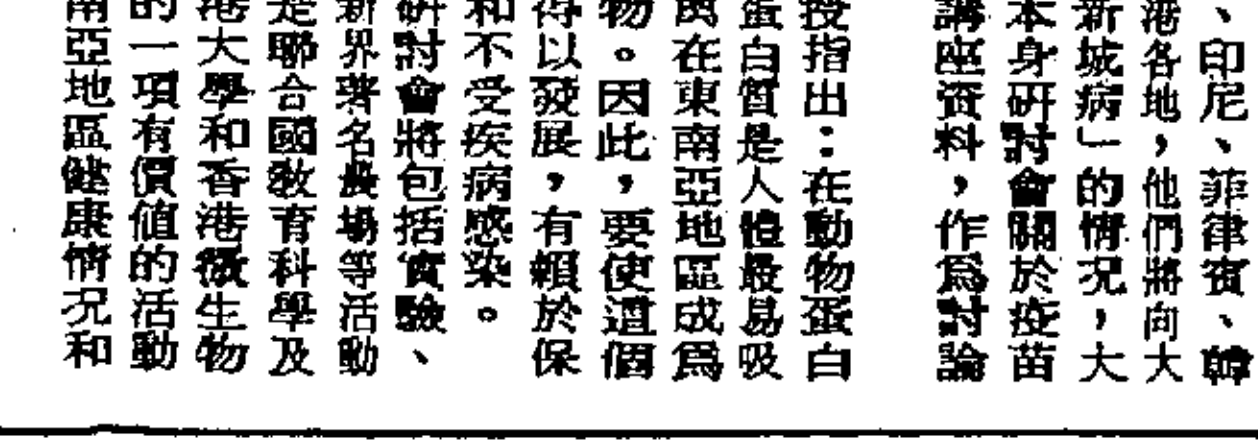 、印尼、菲律賓、韓
港各地，他們將向大
新城病」的情況，大
本身研討會關於疫苗
講座資料，作爲討論
授指出：在動物蛋白
蛋白質是人體最易吸
因在東南亞地區成爲
物。因此，要使這個
得以發展，有賴於保
和不受疾病感染。
研討會將包括實驗、
新界著名農場等活動
是聯合國教育科學及
港大學和香港微生物
的一項有價值的活動
南亞地區健康情况和